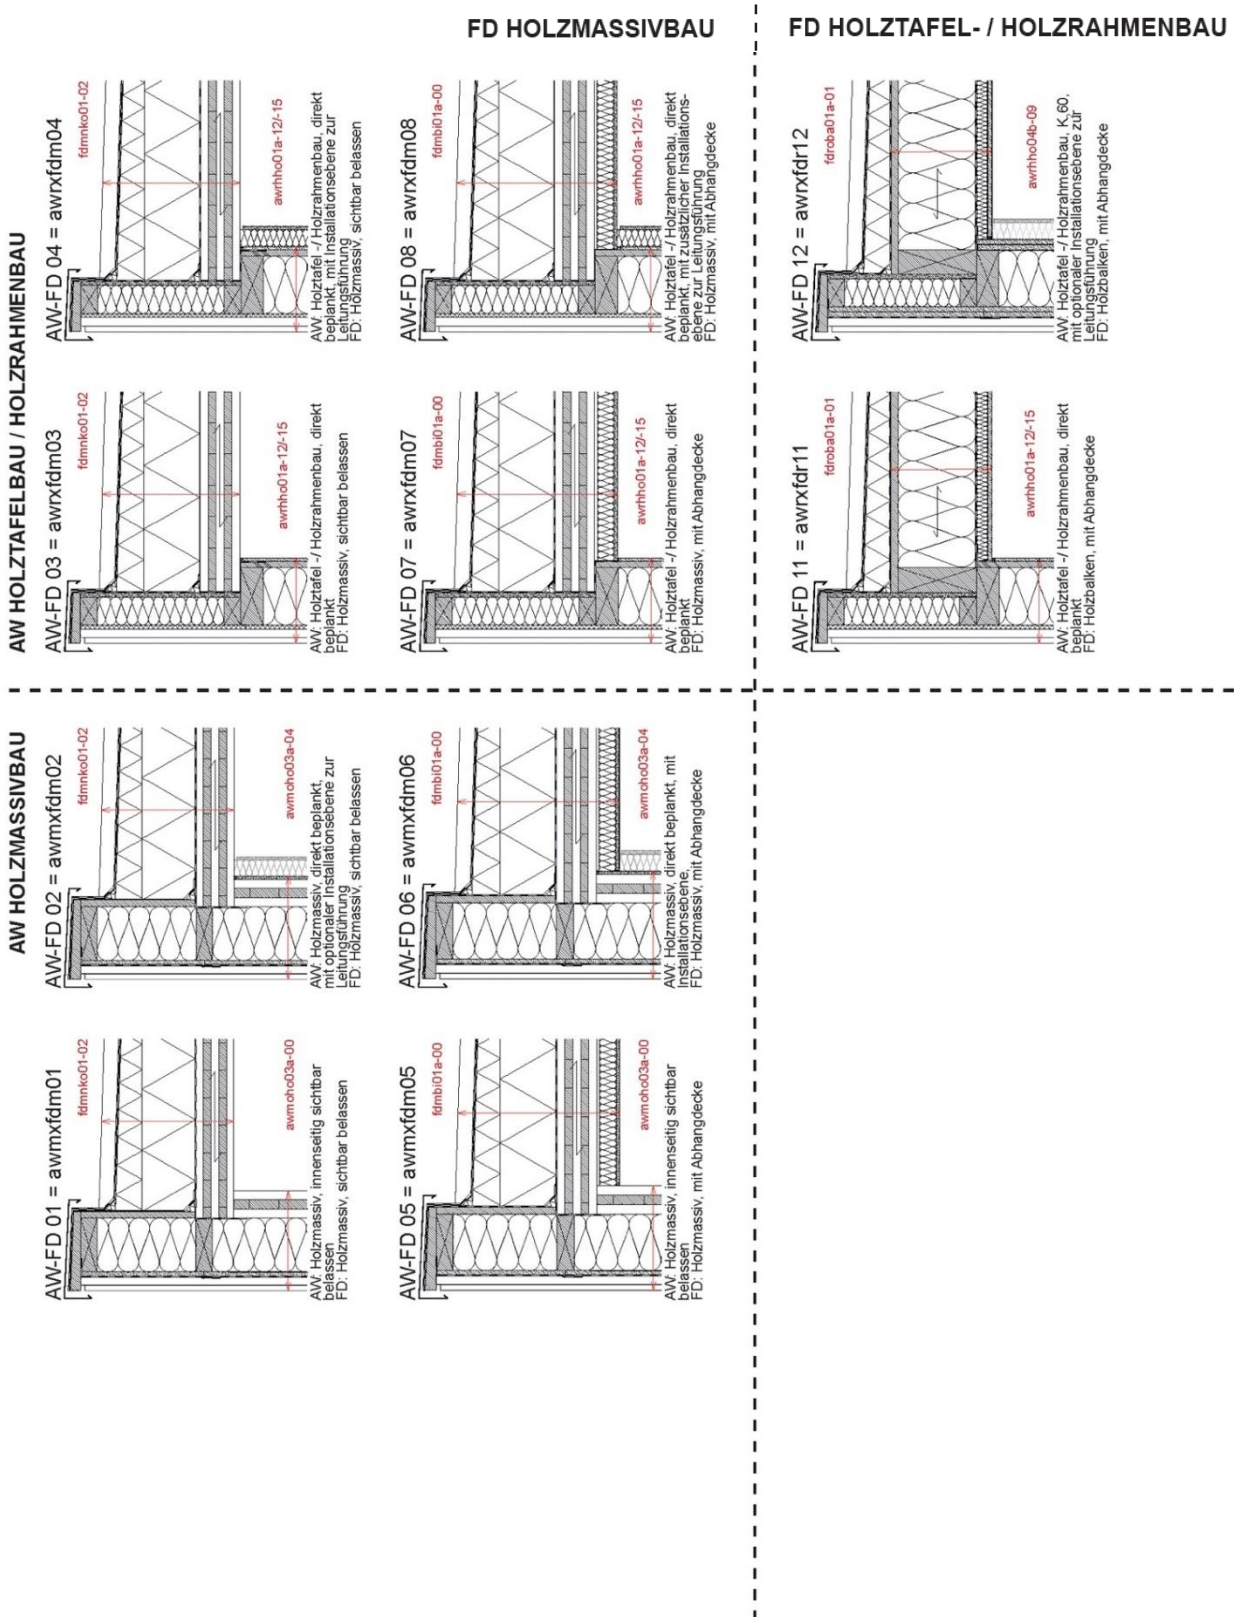 FD HOLZMASSIVBAU
FD HOLZTAFEL- / HOLZRAHMENBAU
AW HOLZMASSIVBAU
AW HOLZTAFELBAU / HOLZRAHMENBAU
AW-FD 01 = awmxfdm01
fdmnko01-02
awmoho03a-00
AW: Holzmassiv, innenseitig sichtbar
belassen
FD: Holzmassiv, sichtbar belassen
AW-FD 02 = awmxfdm02
fdmnko01-02
awmoho03a-04
AW: Holzmassiv, direkt beplankt,
mit optionaler Installationsebene zur
Leitungsführung
FD: Holzmassiv, sichtbar belassen
AW-FD 03 = awrxfdm03
fdmnko01-02
awrhho01a-12/-15
AW: Holztafel -/ Holzrahmenbau, direkt
beplankt
FD: Holzmassiv, sichtbar belassen
AW-FD 04 = awrxfdm04
fdmnko01-02
awrhho01a-12/-15
AW: Holztafel -/ Holzrahmenbau, direkt
beplankt, mit Installationsebene zur
Leitungsführung
FD: Holzmassiv, sichtbar belassen
AW-FD 05 = awmxfdm05
fdmbi01a-00
awmoho03a-00
AW: Holzmassiv, innenseitig sichtbar
belassen
FD: Holzmassiv, mit Abhangdecke
AW-FD 06 = awmxfdm06
fdmbi01a-00
awmoho03a-04
AW: Holzmassiv, direkt beplankt, mit
Installationsebene,
FD: Holzmassiv, mit Abhangdecke
AW-FD 07 = awrxfdm07
fdmbi01a-00
awrhho01a-12/-15
AW: Holztafel -/ Holzrahmenbau, direkt
beplankt
FD: Holzmassiv, mit Abhangdecke
AW-FD 08 = awrxfdm08
fdmbi01a-00
awrhho01a-12/-15
AW: Holztafel -/ Holzrahmenbau, direkt
beplankt, mit zusätzlicher Installations-
ebene zur Leitungsführung
FD: Holzmassiv, mit Abhangdecke
AW-FD 11 = awrxfdr11
fdroba01a-01
awrhho01a-12/-15
AW: Holztafel -/ Holzrahmenbau, direkt
beplankt
FD: Holzbalken, mit Abhangdecke
AW-FD 12 = awrxfdr12
fdroba01a-01
awrhho04b-09
AW: Holztafel -/ Holzrahmenbau, K₂60,
mit optionaler Installationsebene zur
Leitungsführung
FD: Holzbalken, mit Abhangdecke